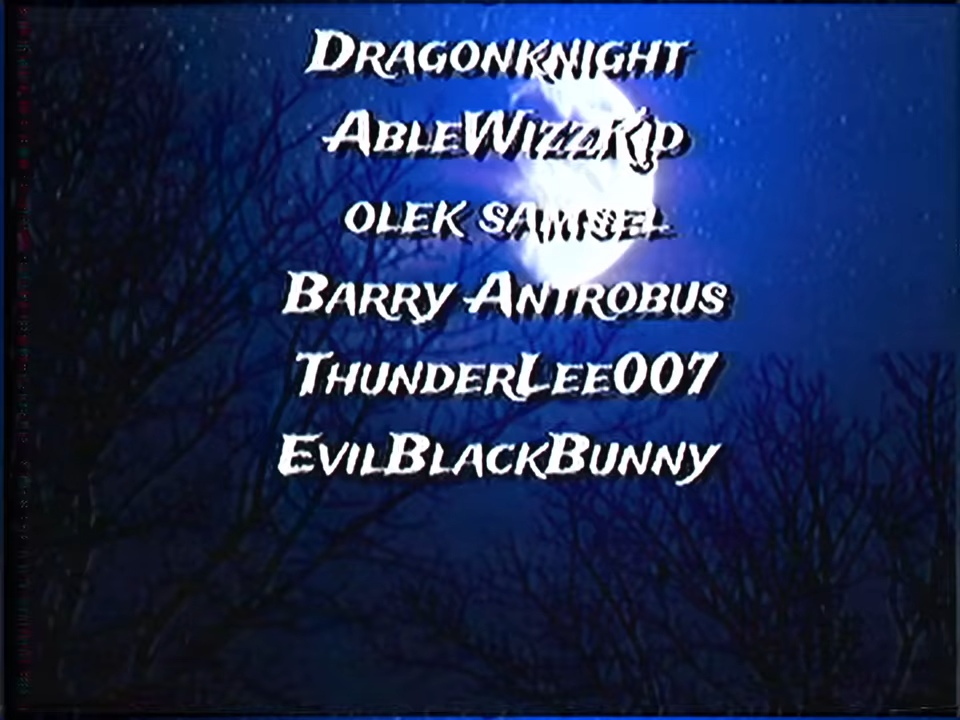 DRAGONKNIGHT
ABLEWIZZKID
OLEK SAMSEL
BARRY ANTROBUS
THUNDERLEE007
EVILBLACKBUNNY